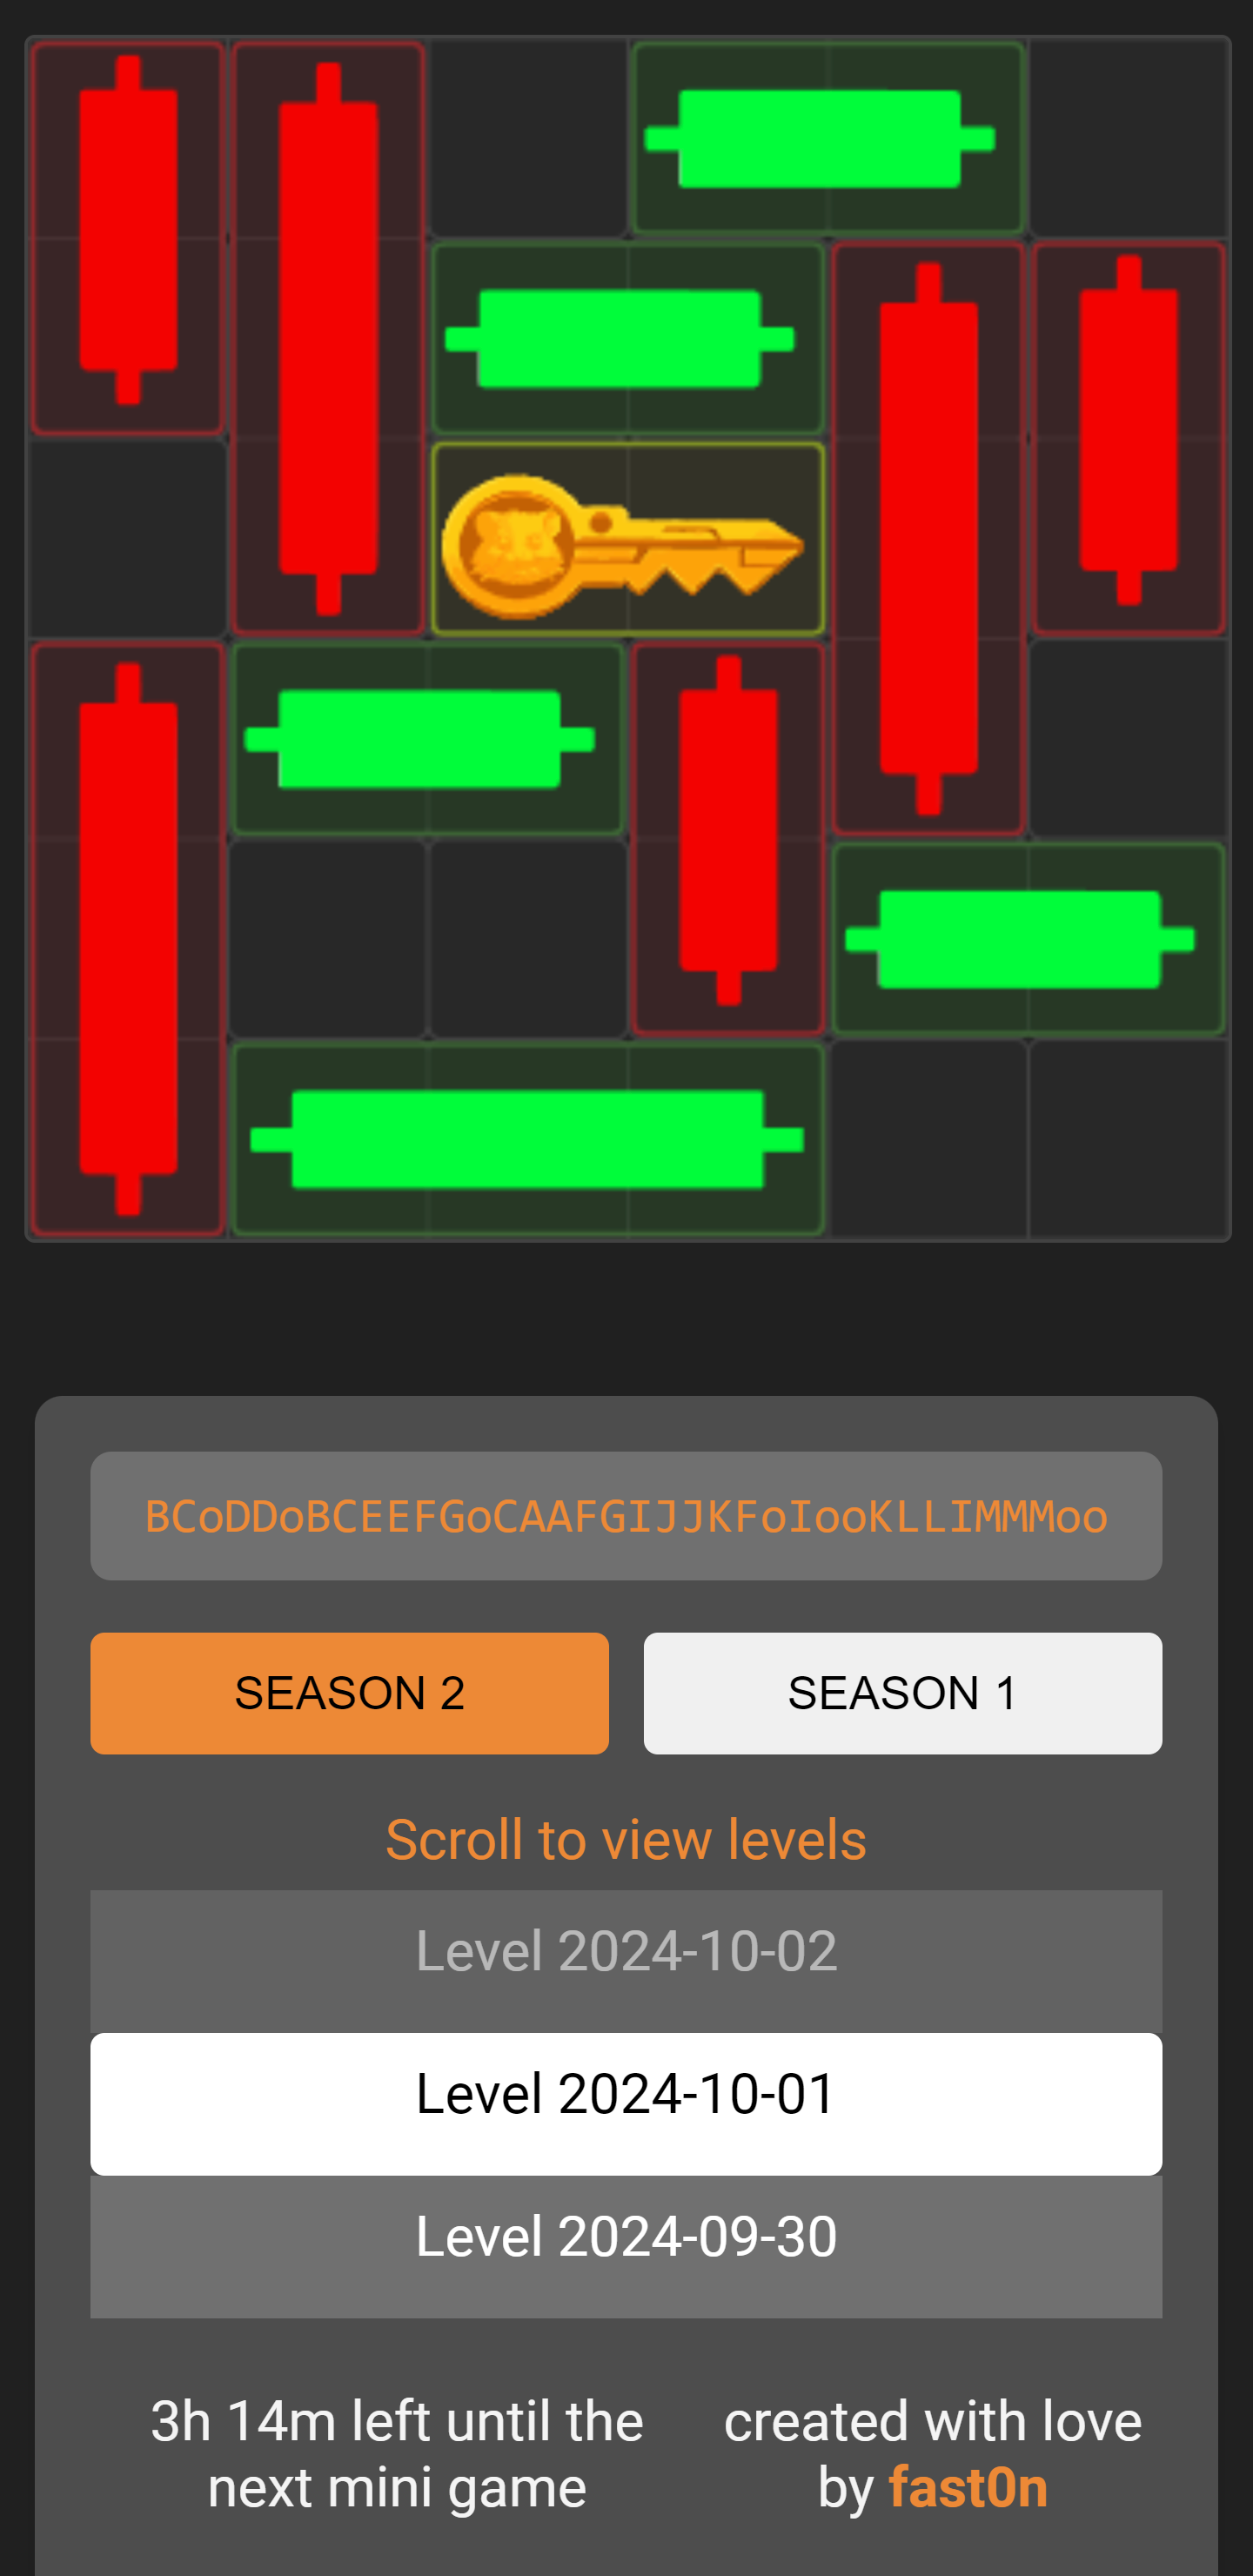 BCoDDoBCEEFGoCAAFGIJJKFoIooKLLIMMMoo
SEASON 2
SEASON 1
Scroll to view levels
Level 2024-10-02
Level 2024-10-01
Level 2024-09-30
3h 14m left until the
next mini game
created with love
by fast0n